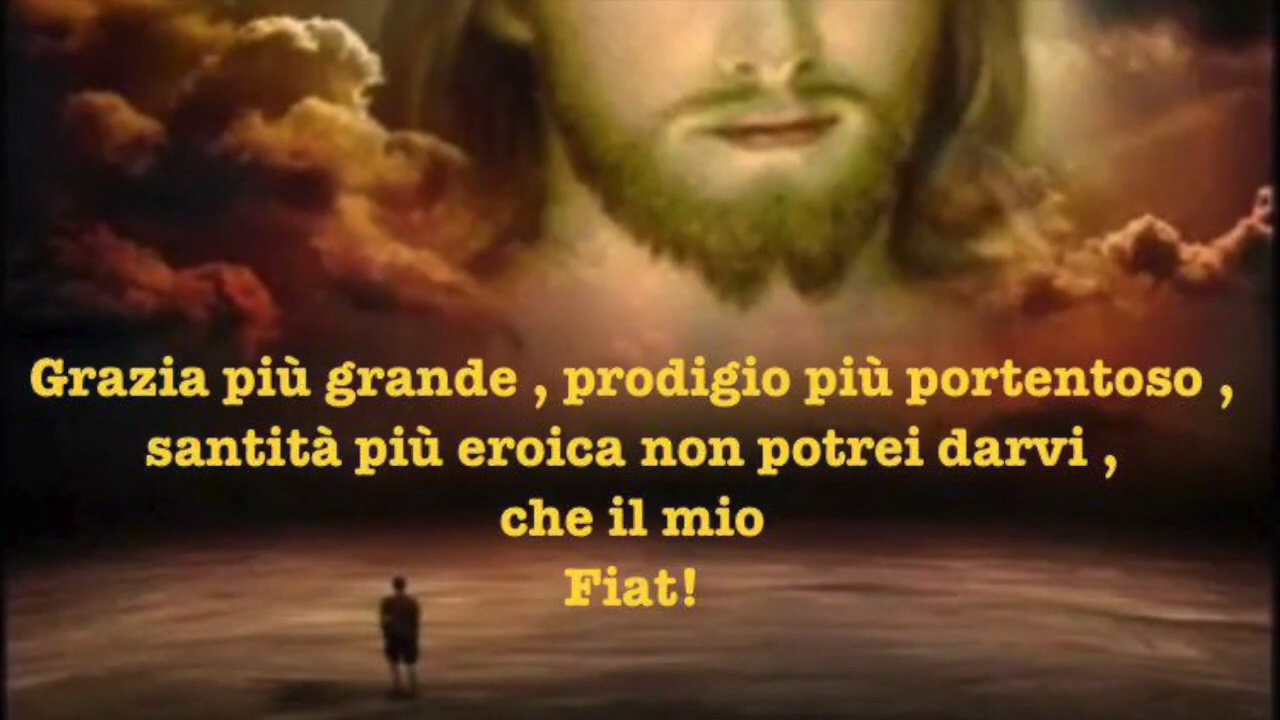 Grazia più grande , prodigio più portentoso ,
santità più eroica non potrei darvi ,
che il mio
Fiat!